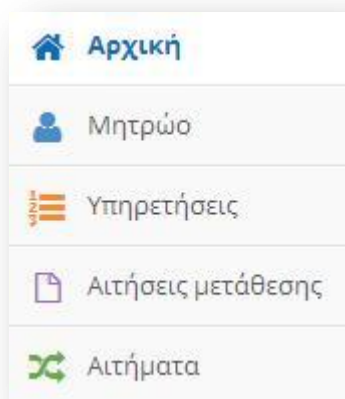 Αρχική
Μητρώο
Υπηρετήσεις
Αιτήσεις μετάθεσης
Αιτήματα